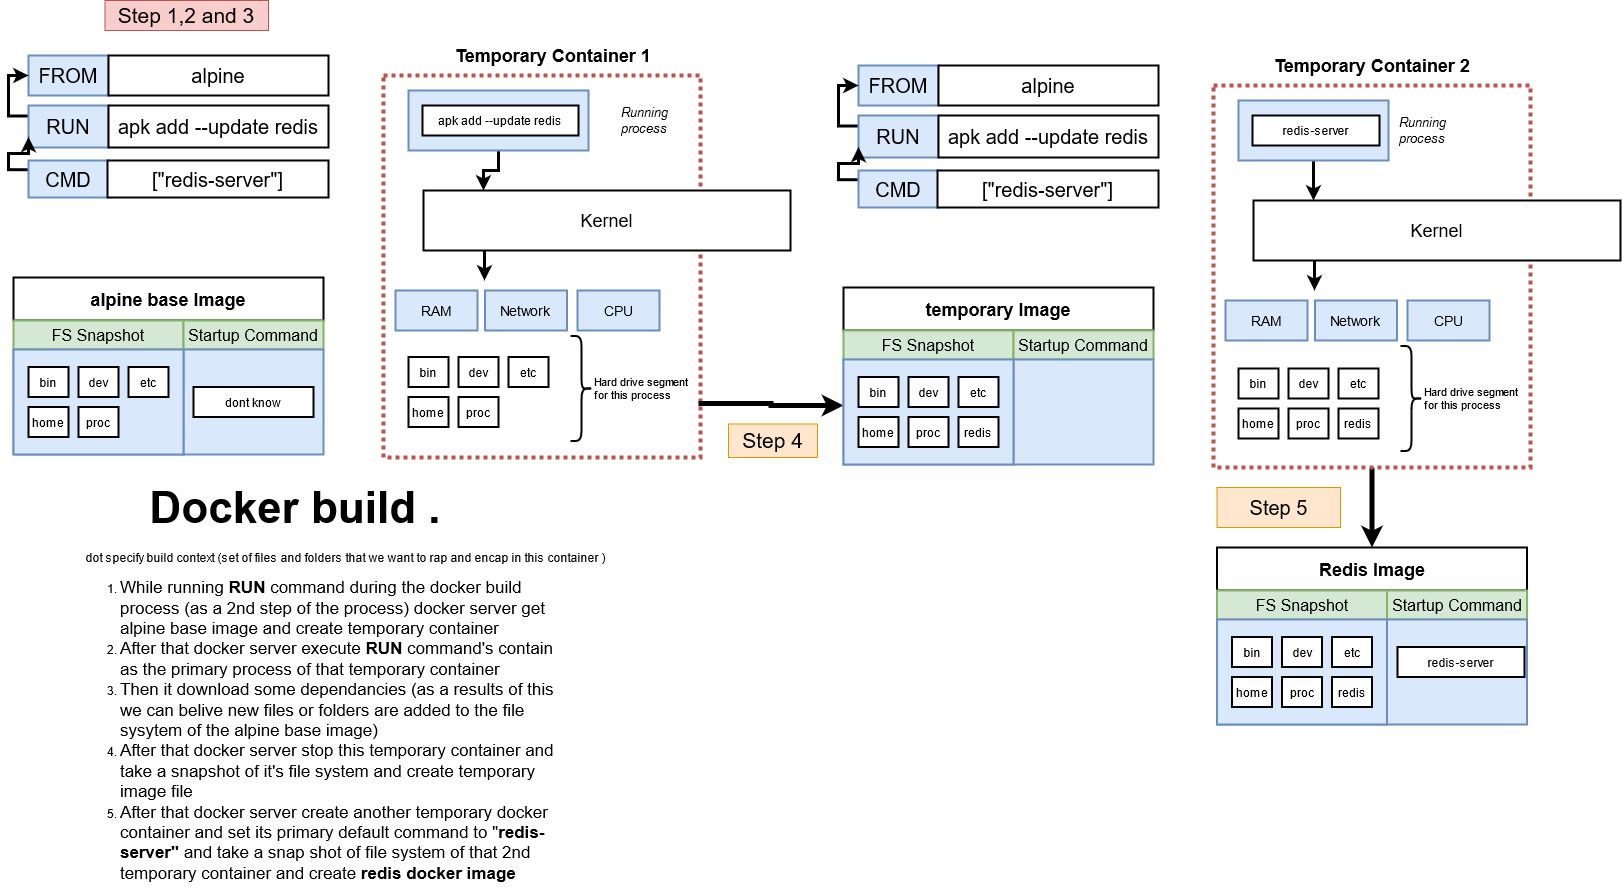 Step 1,2 and 3
FROM alpine
RUN apk add --update redis
CMD ["redis-server"]
alpine base Image
FS Snapshot Startup Command
bin dev etc
dont know
home proc
Temporary Container 1
apk add --update redis
Running
process
Kernel
RAM Network CPU
bin dev etc
home proc
Hard drive segment
for this process
Step 4
FROM alpine
RUN apk add --update redis
CMD ["redis-server"]
temporary Image
FS Snapshot Startup Command
bin dev etc
home proc redis
Temporary Container 2
redis-server
Running
process
Kernel
RAM Network CPU
bin dev etc
home proc redis
Hard drive segment
for this process
Step 5
Redis Image
FS Snapshot Startup Command
bin dev etc
redis-server
home proc redis
Docker build .
dot specify build context (set of files and folders that we want to rap and encap in this container )
1. While running RUN command during the docker build
process (as a 2nd step of the process) docker server get
alpine base image and create temporary container
2. After that docker server execute RUN command's contain
as the primary process of that temporary container
3. Then it download some dependancies (as a results of this
we can belive new files or folders are added to the file
sysytem of the alpine base image)
4. After that docker server stop this temporary container and
take a snapshot of it's file system and create temporary
image file
5. After that docker server create another temporary docker
container and set its primary default command to "redis-
server" and take a snap shot of file system of that 2nd
temporary container and create redis docker image